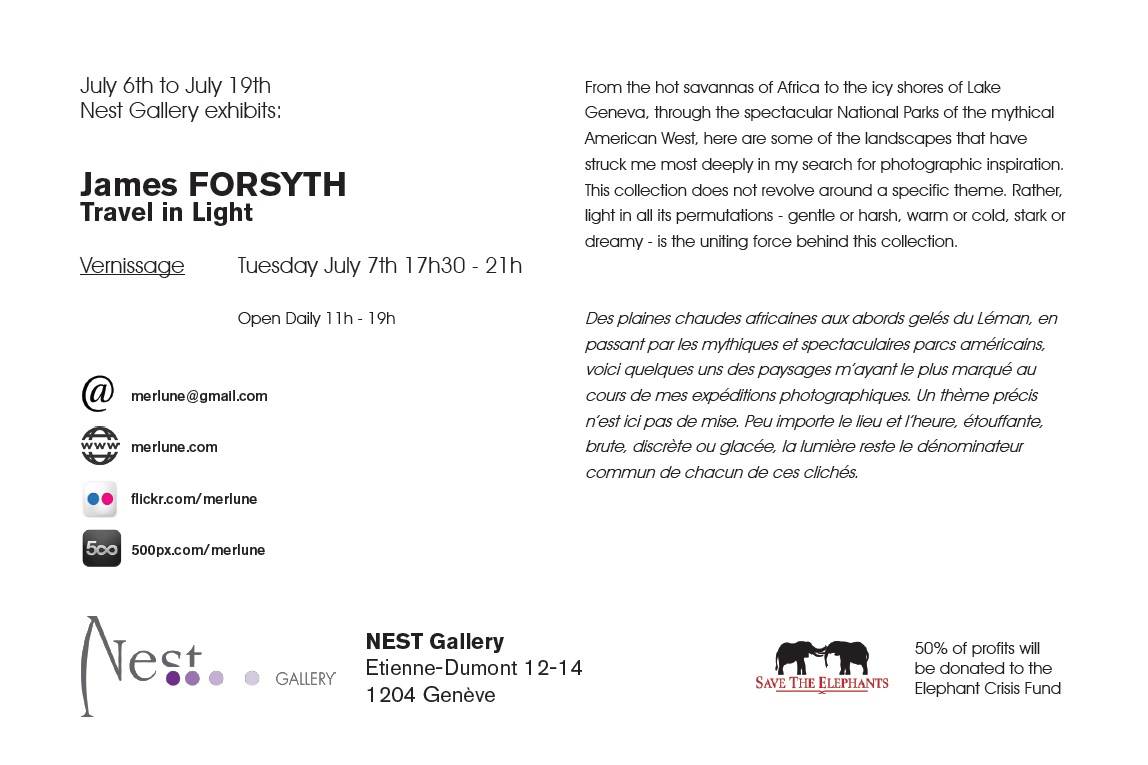 July 6th to July 19th
Nest Gallery exhibits:
James FORSYTH
Travel in Light
Vernissage Tuesday July 7th 17h30 - 21h
Open Daily 11h - 19h
@ merlune@gmail.com
www merlune.com
flickr.com/merlune
500 500px.com/merlune
From the hot savannas of Africa to the icy shores of Lake
Geneva, through the spectacular National Parks of the mythical
American West, here are some of the landscapes that have
struck me most deeply in my search for photographic inspiration.
This collection does not revolve around a specific theme. Rather,
light in all its permutations - gentle or harsh, warm or cold, stark or
dreamy - is the uniting force behind this collection.
Des plaines chaudes africaines aux abords gelés du Léman, en
passant par les mythiques et spectaculaires parcs américains,
voici quelques uns des paysages m'ayant le plus marqué au
cours de mes expéditions photographiques. Un thème précis
n'est ici pas de mise. Peu importe le lieu et l'heure, étouffante,
brute, discrète ou glacée, la lumière reste le dénominateur
commun de chacun de ces clichés.
Nest GALLERY
NEST Gallery
Etienne-Dumont 12-14
1204 Genève
SAVE THE ELEPHANTS
50% of profits will
be donated to the
Elephant Crisis Fund